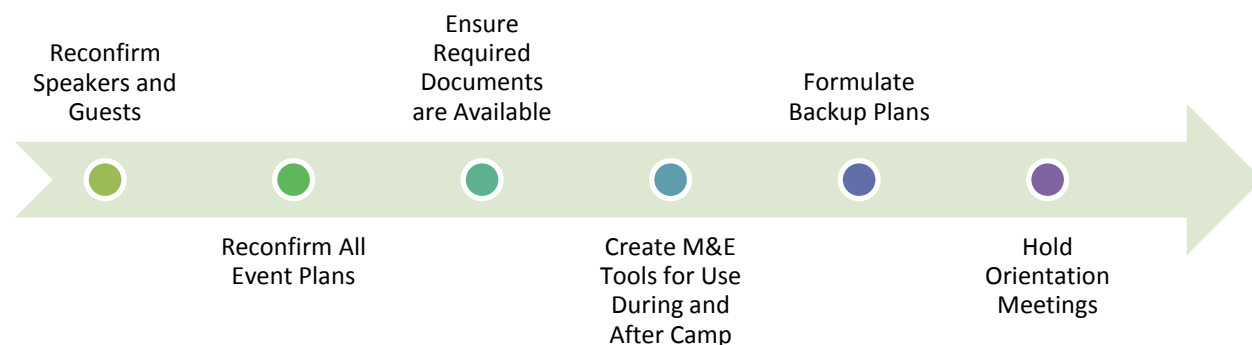 Reconfirm
Speakers and
Guests
Reconfirm All
Event Plans
Ensure
Required
Documents
are Available
Create M&E
Tools for Use
During and
After Camp
Formulate
Backup Plans
Hold
Orientation
Meetings